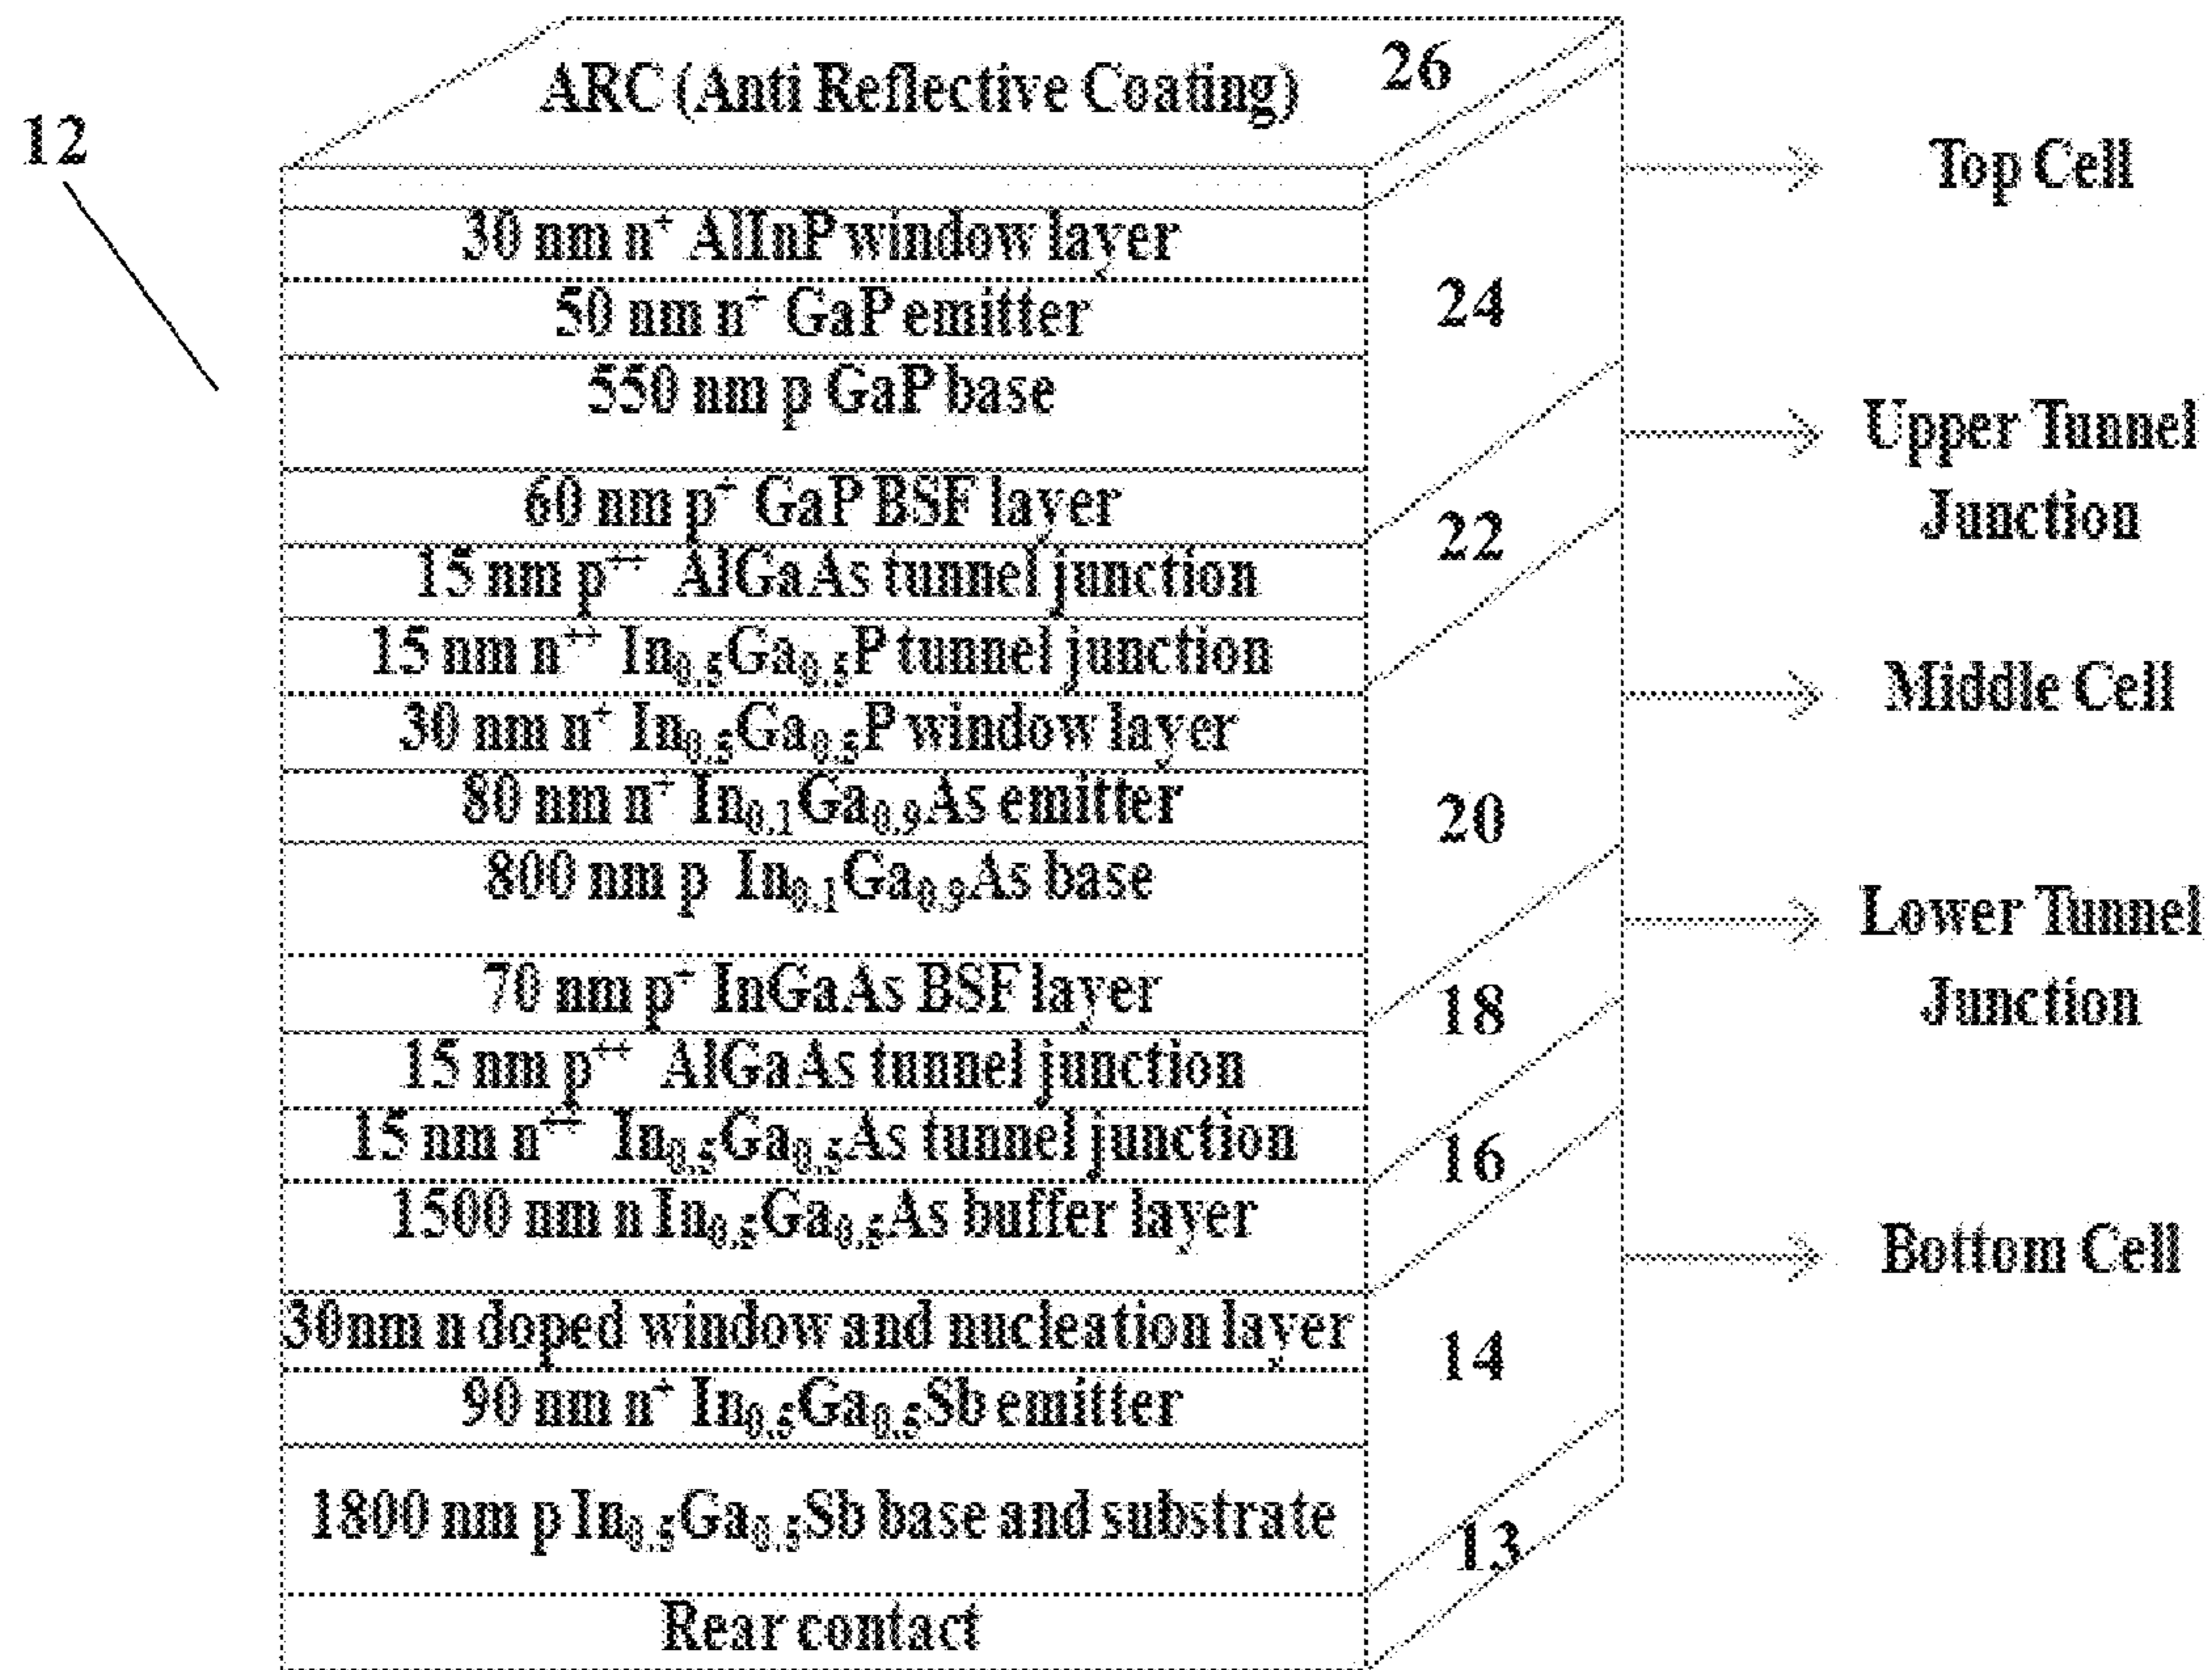 12
ARC (Anti Reflective Coating) 26
30 nm n⁺ AlInP window layer
50 nm n⁺ GaP emitter
550 nm p GaP base
60 nm p⁺ GaP BSF layer
15 nm p⁺⁺ AlGaAs tunnel junction
15 nm n⁺⁺ In₀.₅Ga₀.₅P tunnel junction
30 nm n⁺ In₀.₅Ga₀.₅P window layer
80 nm n⁺ In₀.₁Ga₀.₉As emitter
800 nm p In₀.₁Ga₀.₉As base
70 nm p⁺ InGaAs BSF layer
15 nm p⁺⁺ AlGaAs tunnel junction
15 nm n⁺⁺ In₀.₅Ga₀.₅As tunnel junction
1500 nm n In₀.₅Ga₀.₅As buffer layer
30nm n doped window and nucleation layer
90 nm n⁺ In₀.₅Ga₀.₅Sb emitter
1800 nm p In₀.₅Ga₀.₅Sb base and substrate
Rear contact
24
22
20
18
16
14
13
Top Cell
Upper Tunnel
Junction
Middle Cell
Lower Tunnel
Junction
Bottom Cell